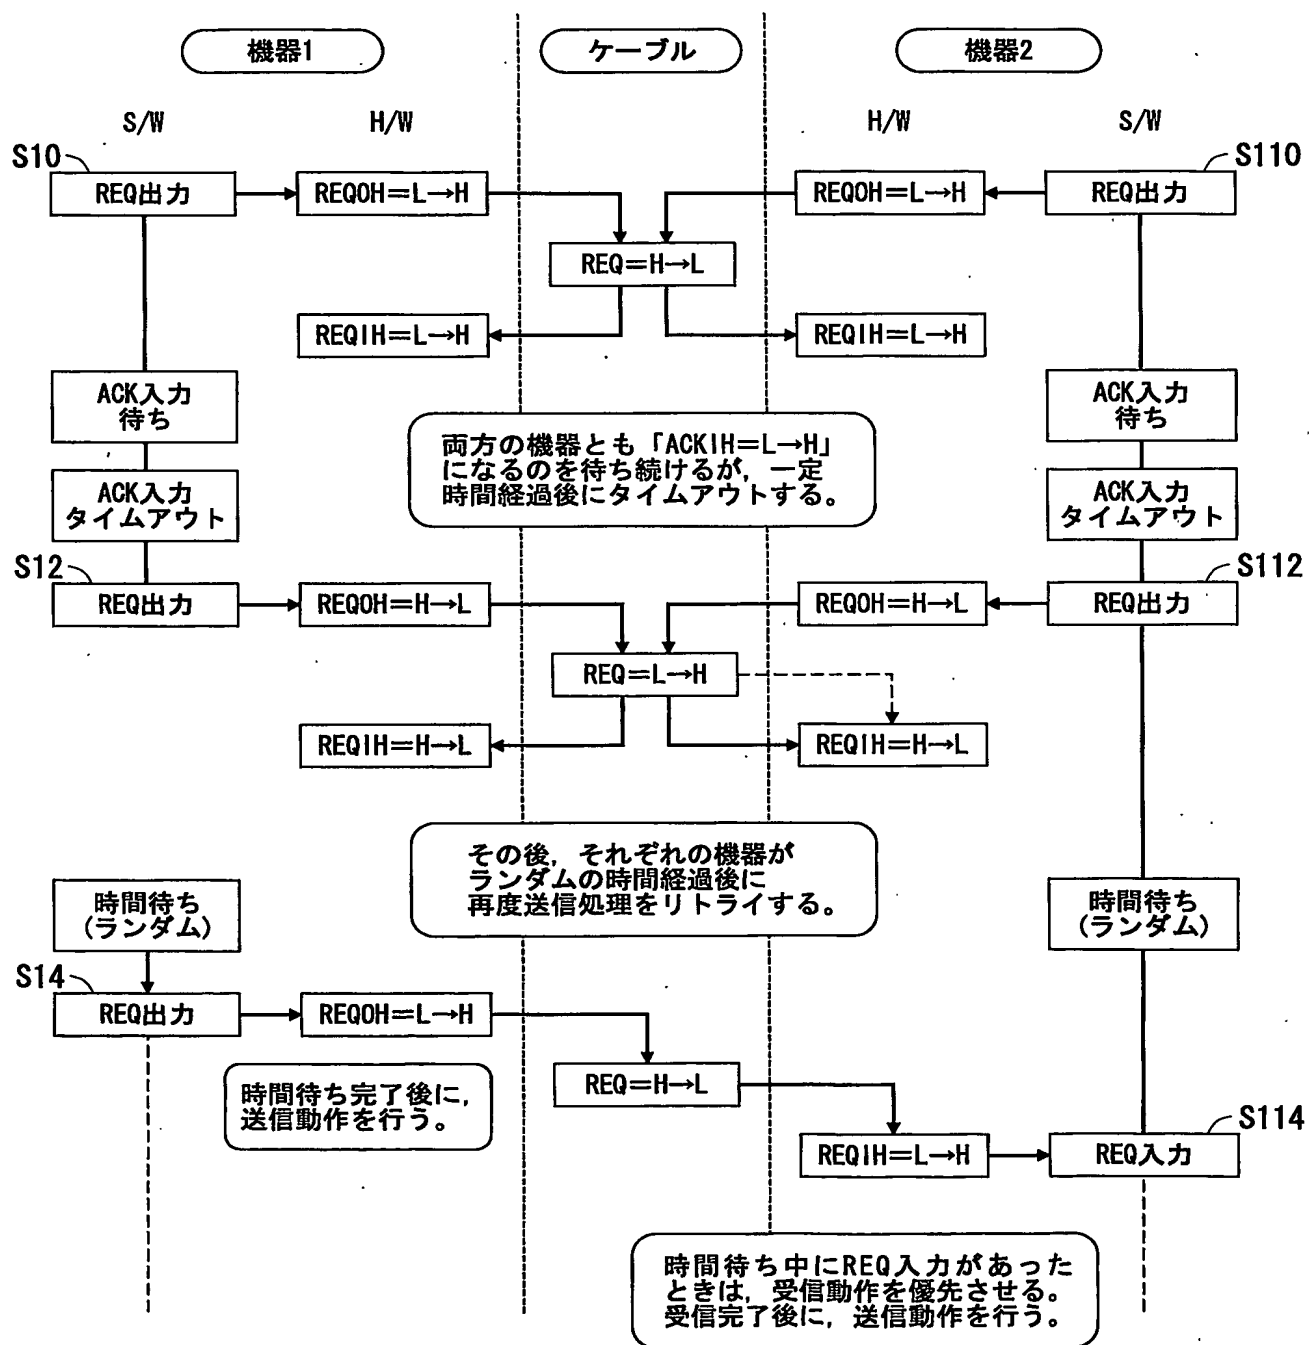 機器1
ケーブル
機器2
S/W
H/W
H/W
S/W
S10
S110
REQ出力
REQOH=L→H
REQOH=L→H
REQ出力
REQ=H→L
REQIH=L→H
REQIH=L→H
ACK入力
待ち
ACK入力
待ち
両方の機器とも「ACKIH=L→H」
になるのを待ち続けるが，一定
時間経過後にタイムアウトする。
ACK入力
タイムアウト
ACK入力
タイムアウト
S12
S112
REQ出力
REQOH=H→L
REQOH=H→L
REQ出力
REQ=L→H
REQIH=H→L
REQIH=H→L
その後，それぞれの機器が
ランダムの時間経過後に
再度送信処理をリトライする。
時間待ち
(ランダム)
時間待ち
(ランダム)
S14
REQ出力
REQOH=L→H
REQ=H→L
時間待ち完了後に，
送信動作を行う。
S114
REQIH=L→H
REQ入力
時間待ち中にREQ入力があった
ときは，受信動作を優先させる。
受信完了後に，送信動作を行う。